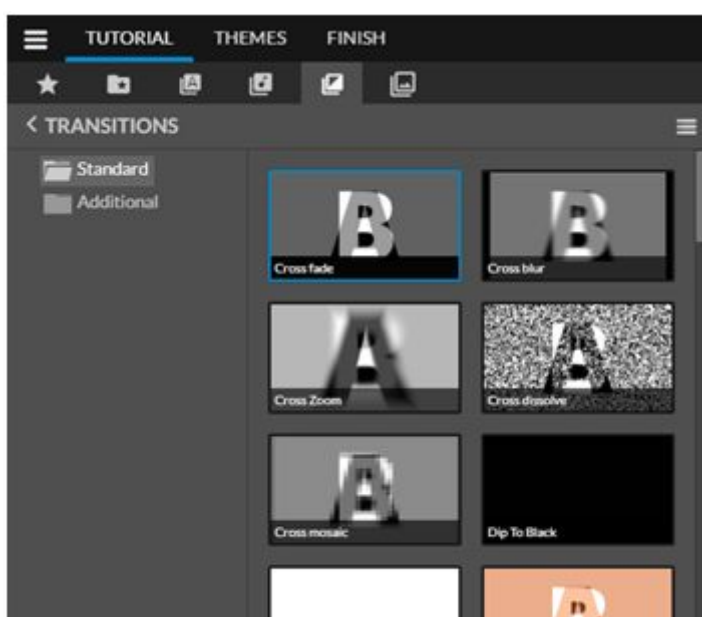 TUTORIAL THEMES FINISH
< TRANSITIONS
Standard
Additional
Cross fade
Cross blur
Cross Zoom
Cross dissolve
Cross mosaic
Dip To Black